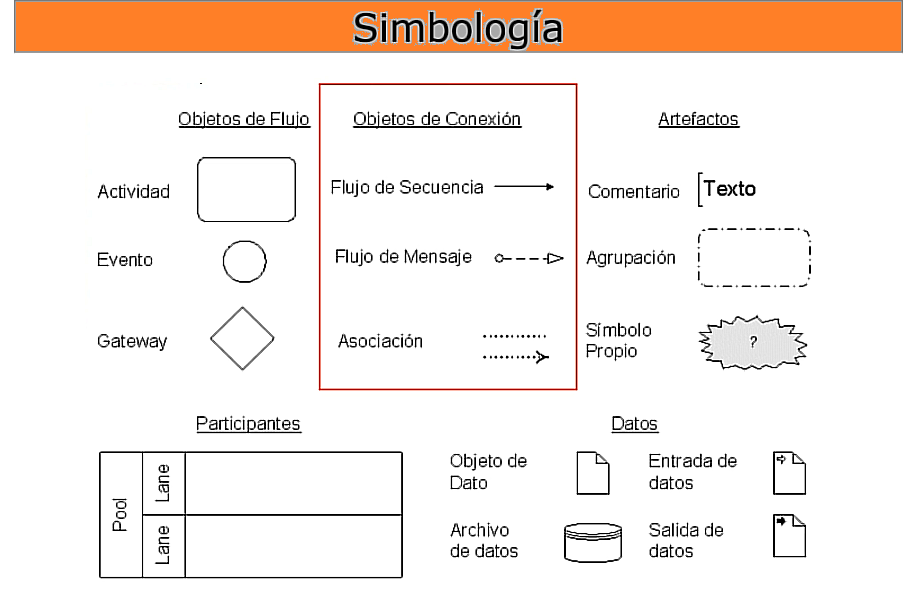 Simbología
Objetos de Flujo
Actividad
Evento
Gateway
Objetos de Conexión
Flujo de Secuencia
Flujo de Mensaje
Asociación
Artefactos
Comentario
Texto
Agrupación
Símbolo
Propio
?
Participantes
Pool
Lane
Lane
Datos
Objeto de
Dato
Entrada de
datos
Archivo
de datos
Salida de
datos